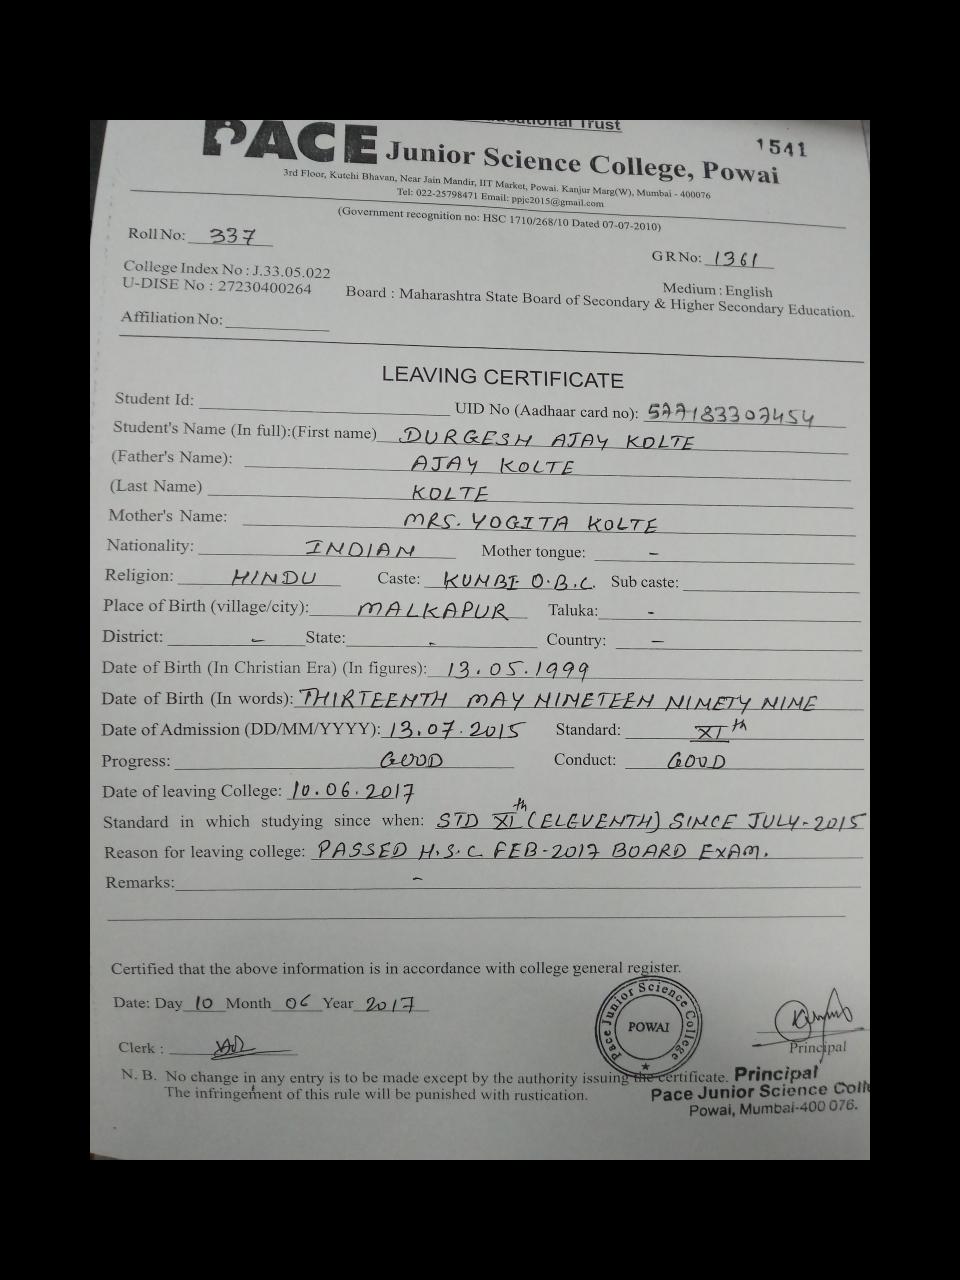 Educational Trust
PACE Junior Science College, Powai
1541
3rd Floor, Kutchi Bhavan, Near Jain Mandir, IIT Market, Powai. Kanjur Marg(W), Mumbai - 400076
Tel: 022-25798471 Email: ppjc2015@gmail.com
(Government recognition no: HSC 1710/268/10 Dated 07-07-2010)
Roll No: 337
G R No: 1361
College Index No : J.33.05.022
Medium : English
U-DISE No : 27230400264
Board : Maharashtra State Board of Secondary & Higher Secondary Education.
Affiliation No:
LEAVING CERTIFICATE
Student Id: UID No (Aadhaar card no): 577183307454
Student's Name (In full):(First name) DURGESH AJAY KOLTE
(Father's Name): AJAY KOLTE
(Last Name) KOLTE
Mother's Name: MRS. YOGITA KOLTE
Nationality: INDIAN Mother tongue: –
Religion: HINDU Caste: KUNBI O.B.C. Sub caste:
Place of Birth (village/city): MALKAPUR Taluka: -
District: – State: - Country: –
Date of Birth (In Christian Era) (In figures): 13.05.1999
Date of Birth (In words): THIRTEENTH MAY NINETEEN NINETY NINE
Date of Admission (DD/MM/YYYY): 13.07.2015 Standard: XIth
Progress: GOOD Conduct: GOOD
Date of leaving College: 10.06.2017
Standard in which studying since when: STD XIth (ELEVENTH) SINCE JULY-2015
Reason for leaving college: PASSED H.S.C FEB-2017 BOARD EXAM.
Remarks: –
Certified that the above information is in accordance with college general register.
Date: Day 10 Month 06 Year 2017
Pace Junior Science College
POWAI
Clerk :
Principal
N. B. No change in any entry is to be made except by the authority issuing the certificate.
The infringement of this rule will be punished with rustication.
Principal
Pace Junior Science Coll
Powai, Mumbai-400 076.